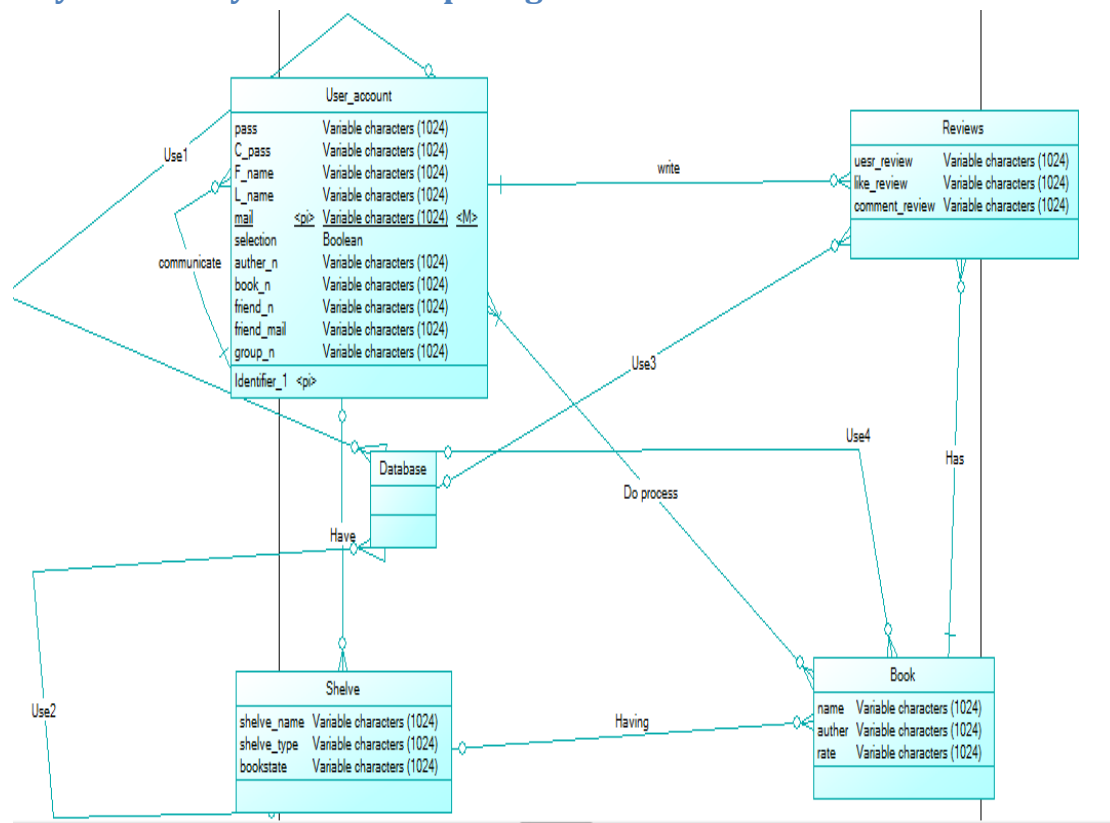 User_account
pass Variable characters (1024)
C_pass Variable characters (1024)
F_name Variable characters (1024)
L_name Variable characters (1024)
mail <pi> Variable characters (1024) <M>
selection Boolean
auther_n Variable characters (1024)
book_n Variable characters (1024)
friend_n Variable characters (1024)
friend_mail Variable characters (1024)
group_n Variable characters (1024)
Identifier_1 <pi>
Reviews
uesr_review Variable characters (1024)
like_review Variable characters (1024)
comment_review Variable characters (1024)
Use1
write
communicate
Use3
Use4
Database
Has
Do process
Have
Use2
Having
Shelve
shelve_name Variable characters (1024)
shelve_type Variable characters (1024)
bookstate Variable characters (1024)
Book
name Variable characters (1024)
auther Variable characters (1024)
rate Variable characters (1024)